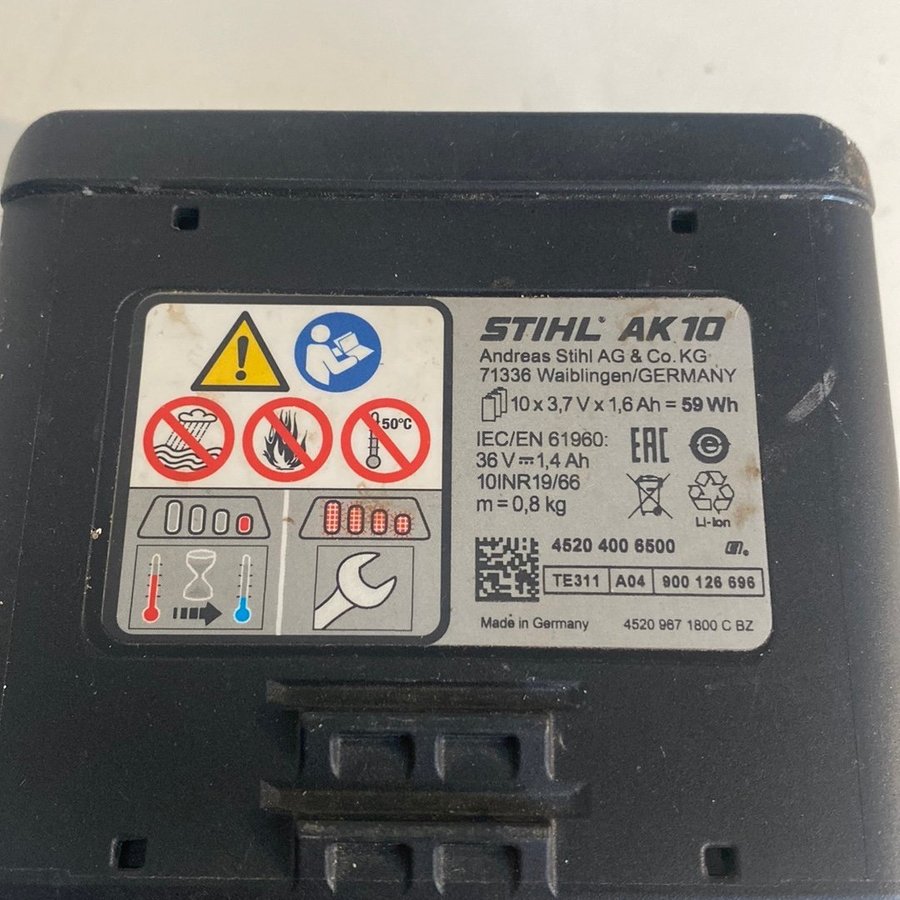 50°C
STIHL® AK 10
Andreas Stihl AG & Co. KG
71336 Waiblingen/GERMANY
10 x 3,7 V x 1,6 Ah = 59 Wh
IEC/EN 61960:
36 V ⎓ 1,4 Ah
10INR19/66
m = 0,8 kg
EAC
Li-Ion
4520 400 6500
TE311 A04 900 126 696
Made in Germany 4520 967 1800 C BZ